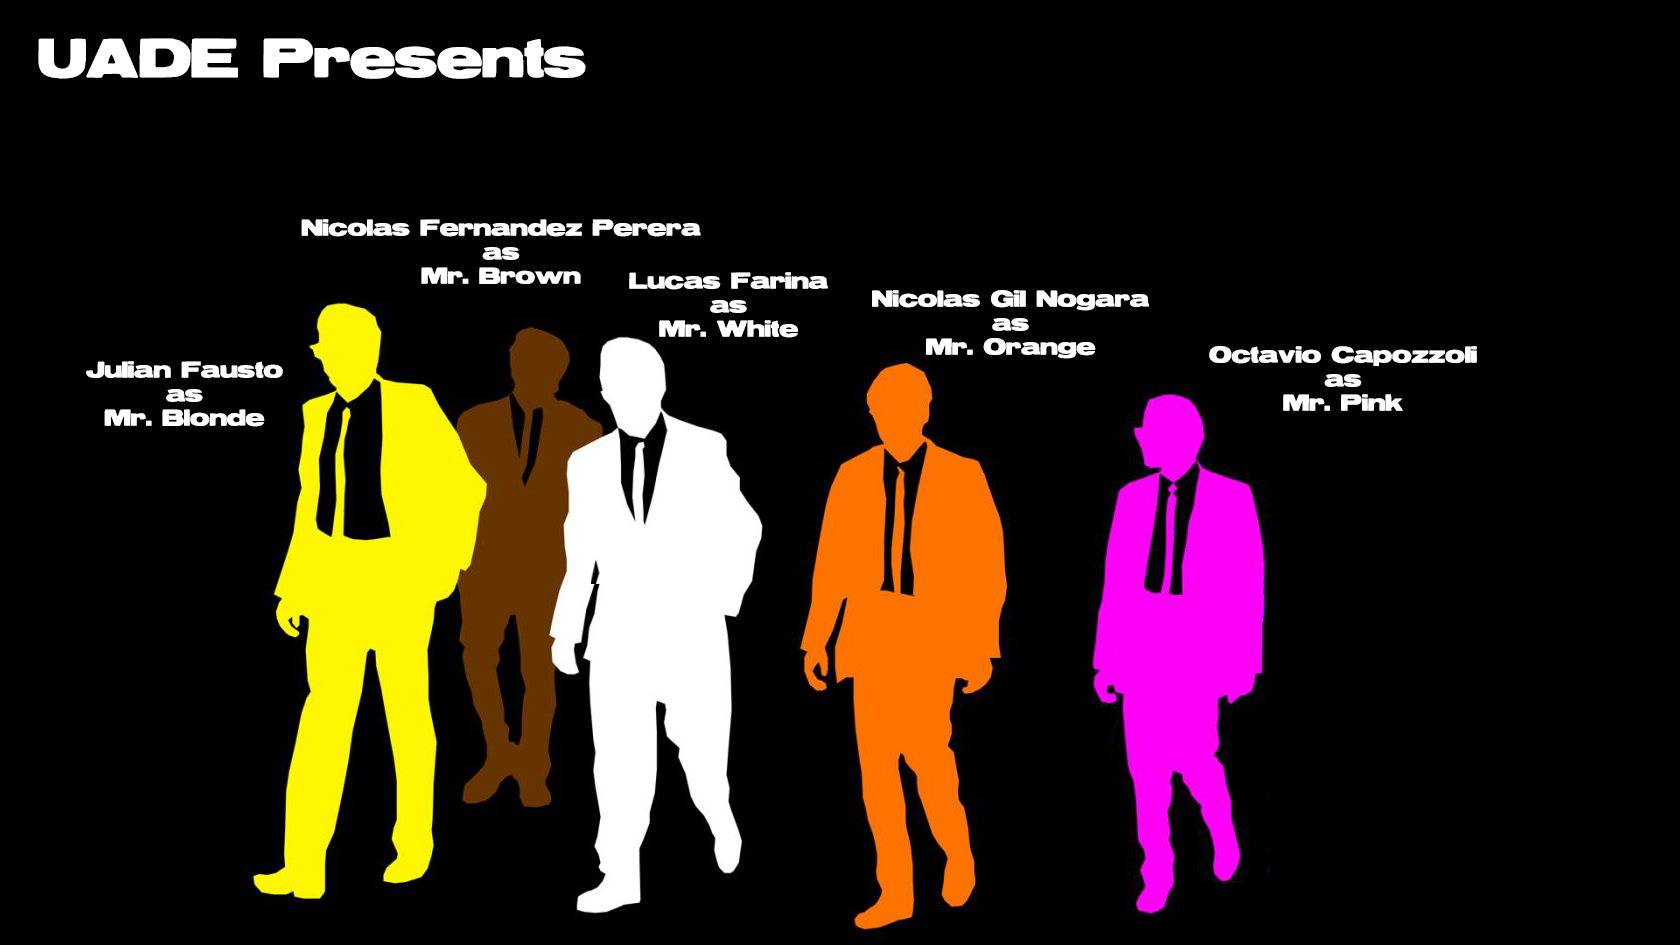 UADE Presents
Nicolas Fernandez Perera
as
Mr. Brown
Lucas Farina
as
Mr. White
Nicolas Gil Nogara
as
Mr. Orange
Octavio Capozzoli
as
Mr. Pink
Julian Fausto
as
Mr. Blonde